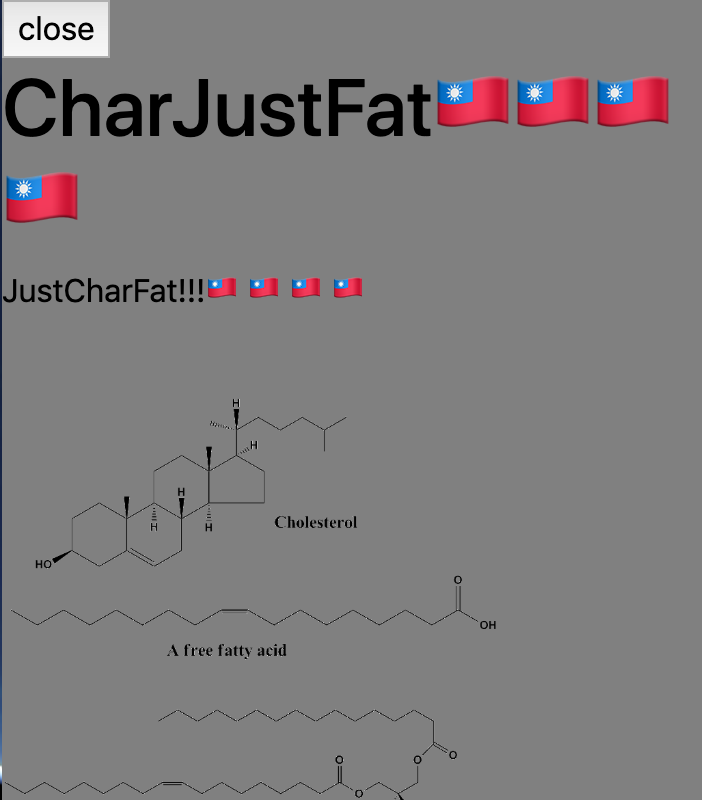 close
CharJustFat🇹🇼🇹🇼🇹🇼
🇹🇼
JustCharFat!!!🇹🇼 🇹🇼 🇹🇼 🇹🇼
H
H
H
H
H
Cholesterol
HO
O
OH
A free fatty acid
O
O
O
O